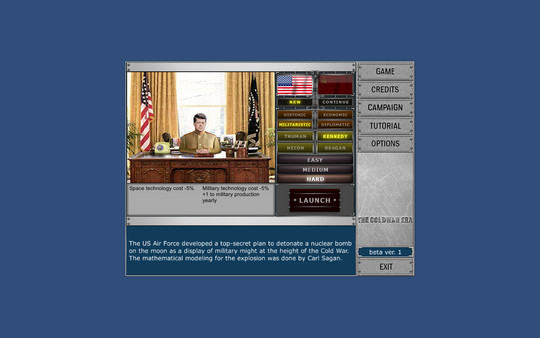 GAME
CREDITS
CAMPAIGN
TUTORIAL
OPTIONS
NEW CONTINUE
HISTORIC ECONOMIC
MILITARISTIC DIPLOMATIC
TRUMAN KENNEDY
NIXON REAGAN
EASY
MEDIUM
HARD
LAUNCH
Space technology cost -5%
Military technology cost -5%
+1 to military production
yearly
THE COLD WAR ERA
The US Air Force developed a top-secret plan to detonate a nuclear bomb
on the moon as a display of military might at the height of the Cold War.
The mathematical modeling for the explosion was done by Carl Sagan.
beta ver. 1
EXIT